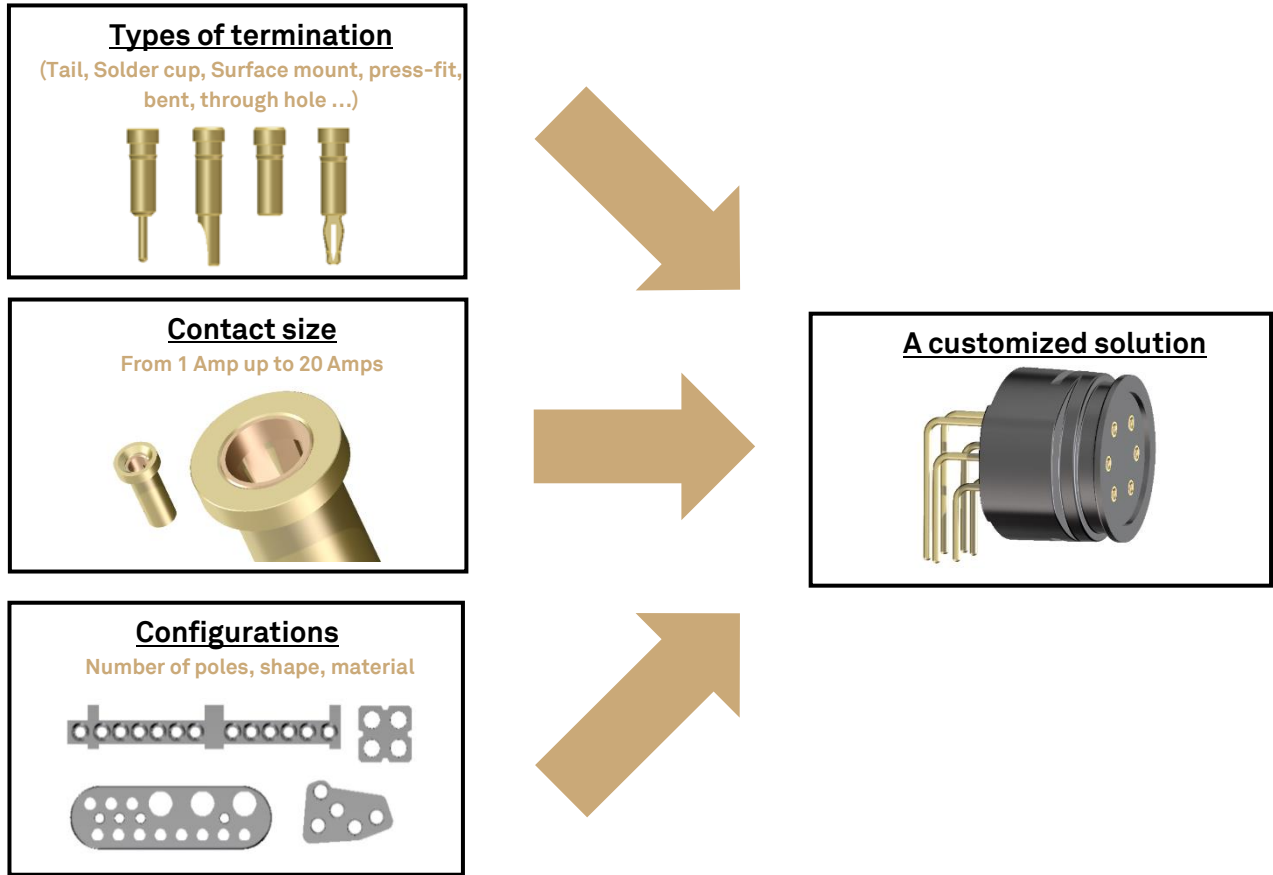 Types of termination
(Tail, Solder cup, Surface mount, press-fit,
bent, through hole ...)
Contact size
From 1 Amp up to 20 Amps
Configurations
Number of poles, shape, material
A customized solution